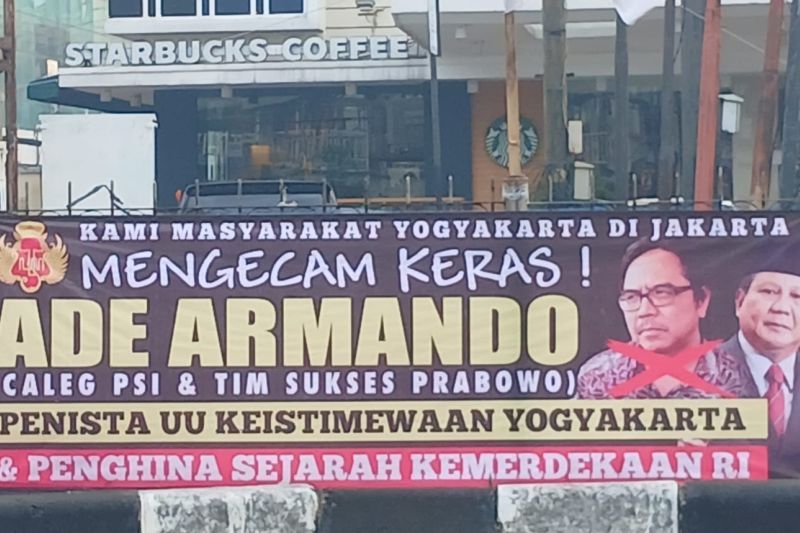 STARBUCKS COFFEE
KAMI MASYARAKAT YOGYAKARTA DI JAKARTA
MENGECAM KERAS !
ADE ARMANDO
(CALEG PSI & TIM SUKSES PRABOWO)
PENISTA UU KEISTIMEWAAN YOGYAKARTA
& PENGHINA SEJARAH KEMERDEKAAN RI